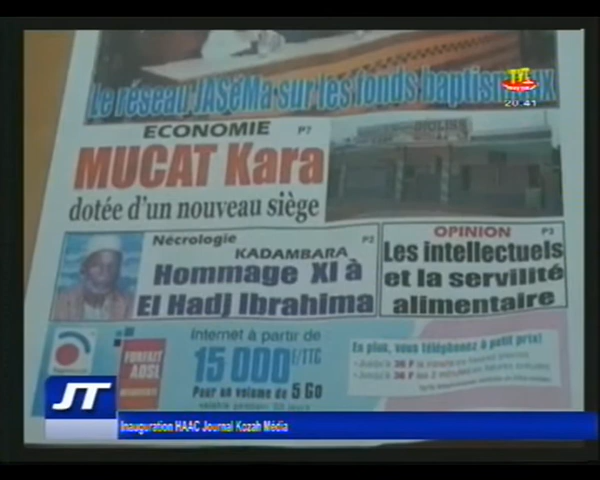 Le réseau JASéMa sur les fonds baptismaux
20.41
ECONOMIE P7
MUCAT Kara
dotée d'un nouveau siège
Nécrologie P2
KADAMBARA
Hommage XI à
El Hadj Ibrahima
OPINION P3
Les intellectuels
et la servilité
alimentaire
Internet à partir de
15 000 F/TTC
Pour un volume de 5 Go
FORFAIT
ADSL
En plus, vous téléphonez à petit prix!
JT
Inauguration HAAC Journal Kozah Média